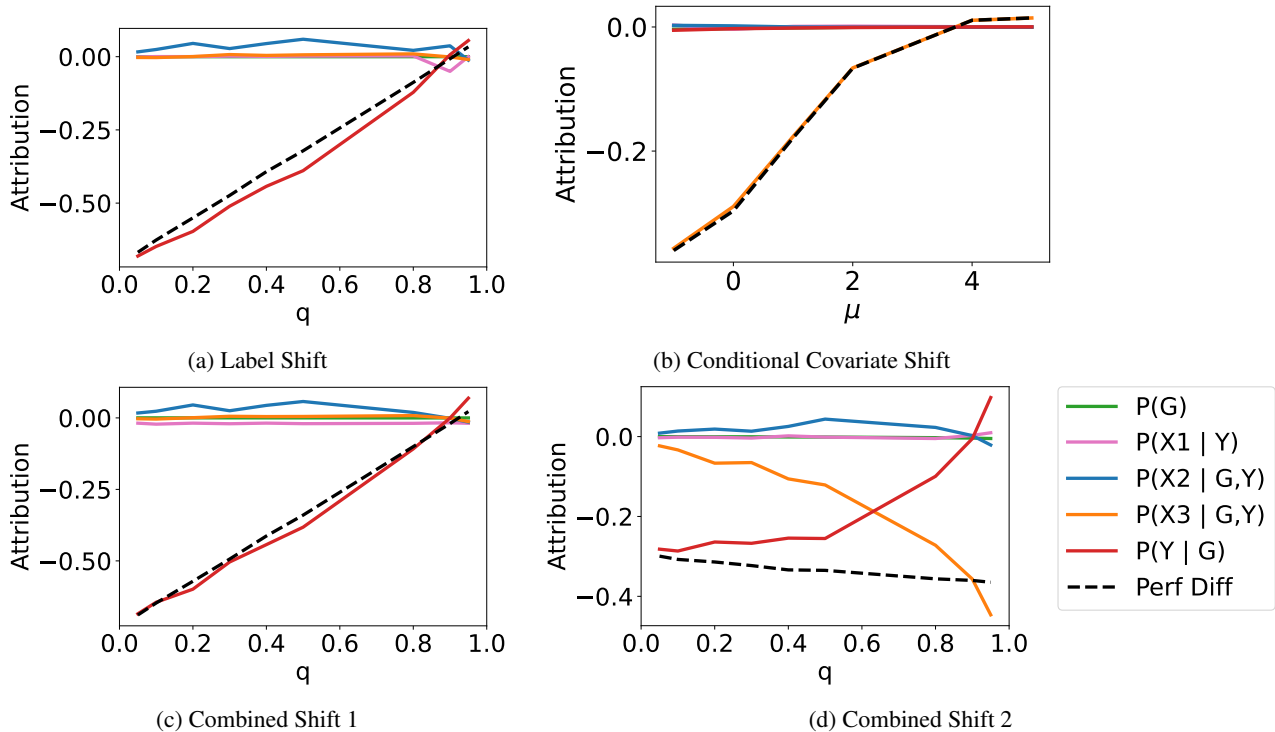 Attribution
0.00
−0.25
−0.50
0.0 0.2 0.4 0.6 0.8 1.0
q
(a) Label Shift
Attribution
0.0
−0.2
0 2 4
μ
(b) Conditional Covariate Shift
Attribution
0.00
−0.25
−0.50
0.0 0.2 0.4 0.6 0.8 1.0
q
(c) Combined Shift 1
Attribution
0.0
−0.2
−0.4
0.0 0.2 0.4 0.6 0.8 1.0
q
(d) Combined Shift 2
P(G)
P(X1 | Y)
P(X2 | G,Y)
P(X3 | G,Y)
P(Y | G)
Perf Diff